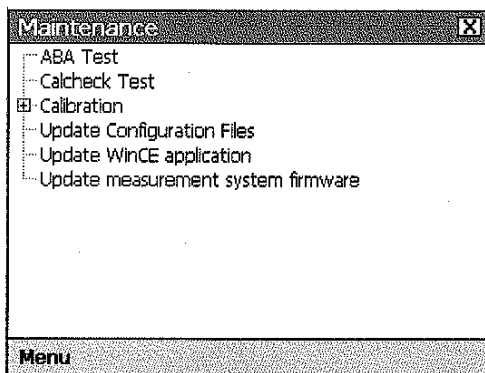 Maintenance X
ABA Test
Calcheck Test
Calibration
Update Configuration Files
Update WinCE application
Update measurement system firmware
Menu